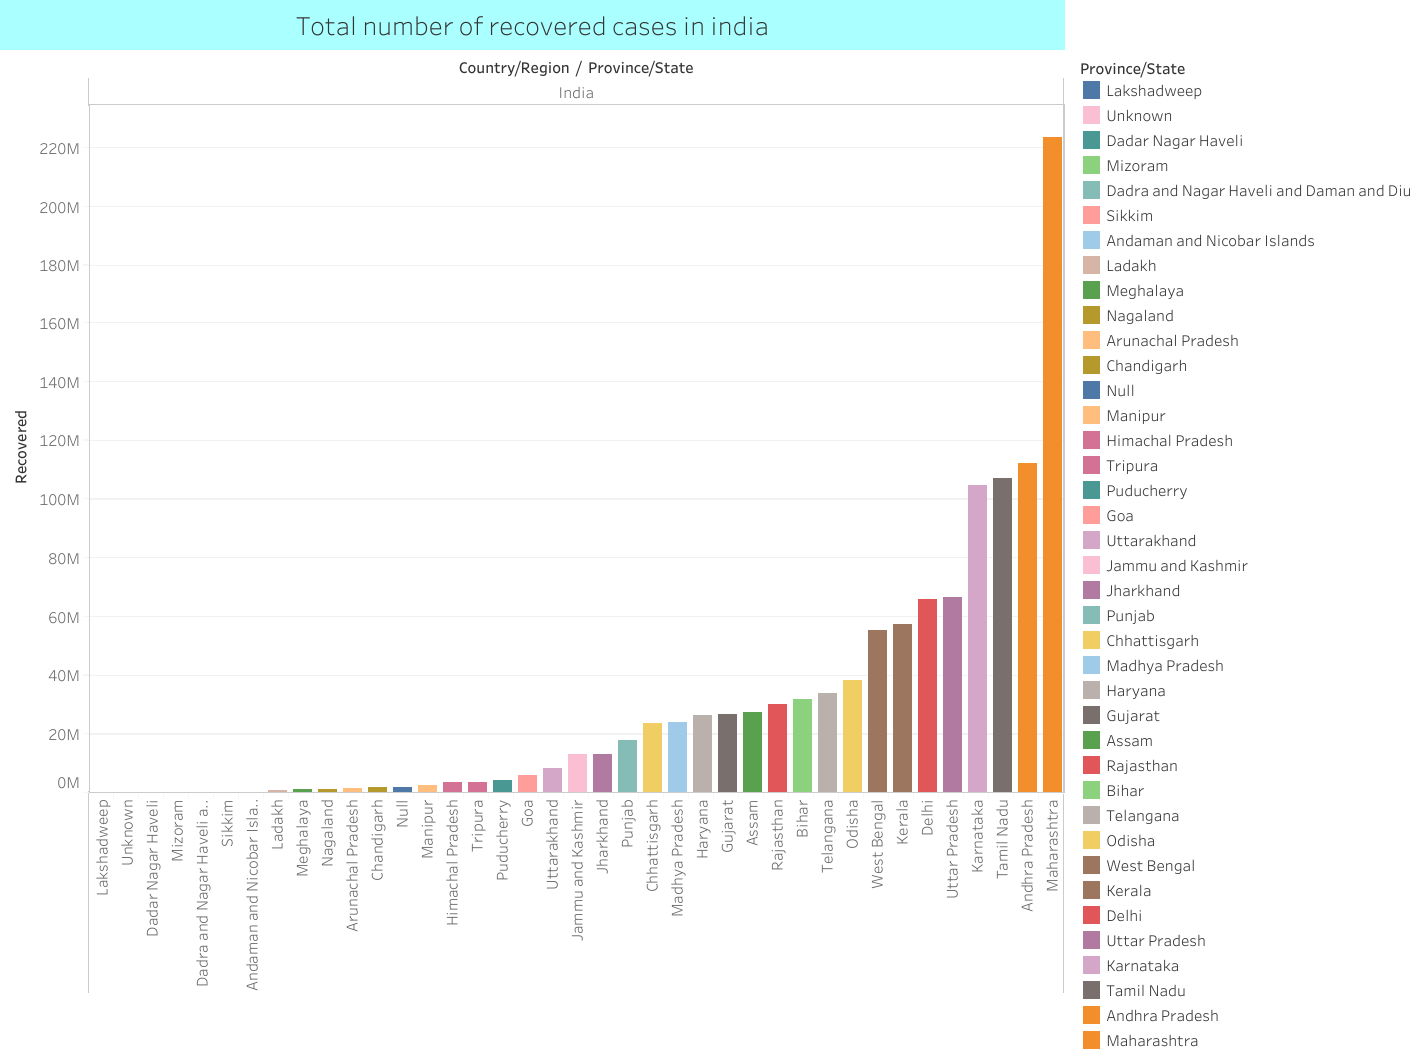 Total number of recovered cases in india
Country/Region / Province/State
India
Recovered
220M
200M
180M
160M
140M
120M
100M
80M
60M
40M
20M
0M
Lakshadweep
Unknown
Dadar Nagar Haveli
Mizoram
Dadra and Nagar Haveli a..
Sikkim
Andaman and Nicobar Isla..
Ladakh
Meghalaya
Nagaland
Arunachal Pradesh
Chandigarh
Null
Manipur
Himachal Pradesh
Tripura
Puducherry
Goa
Uttarakhand
Jammu and Kashmir
Jharkhand
Punjab
Chhattisgarh
Madhya Pradesh
Haryana
Gujarat
Assam
Rajasthan
Bihar
Telangana
Odisha
West Bengal
Kerala
Delhi
Uttar Pradesh
Karnataka
Tamil Nadu
Andhra Pradesh
Maharashtra
Province/State
Lakshadweep
Unknown
Dadar Nagar Haveli
Mizoram
Dadra and Nagar Haveli and Daman and Diu
Sikkim
Andaman and Nicobar Islands
Ladakh
Meghalaya
Nagaland
Arunachal Pradesh
Chandigarh
Null
Manipur
Himachal Pradesh
Tripura
Puducherry
Goa
Uttarakhand
Jammu and Kashmir
Jharkhand
Punjab
Chhattisgarh
Madhya Pradesh
Haryana
Gujarat
Assam
Rajasthan
Bihar
Telangana
Odisha
West Bengal
Kerala
Delhi
Uttar Pradesh
Karnataka
Tamil Nadu
Andhra Pradesh
Maharashtra